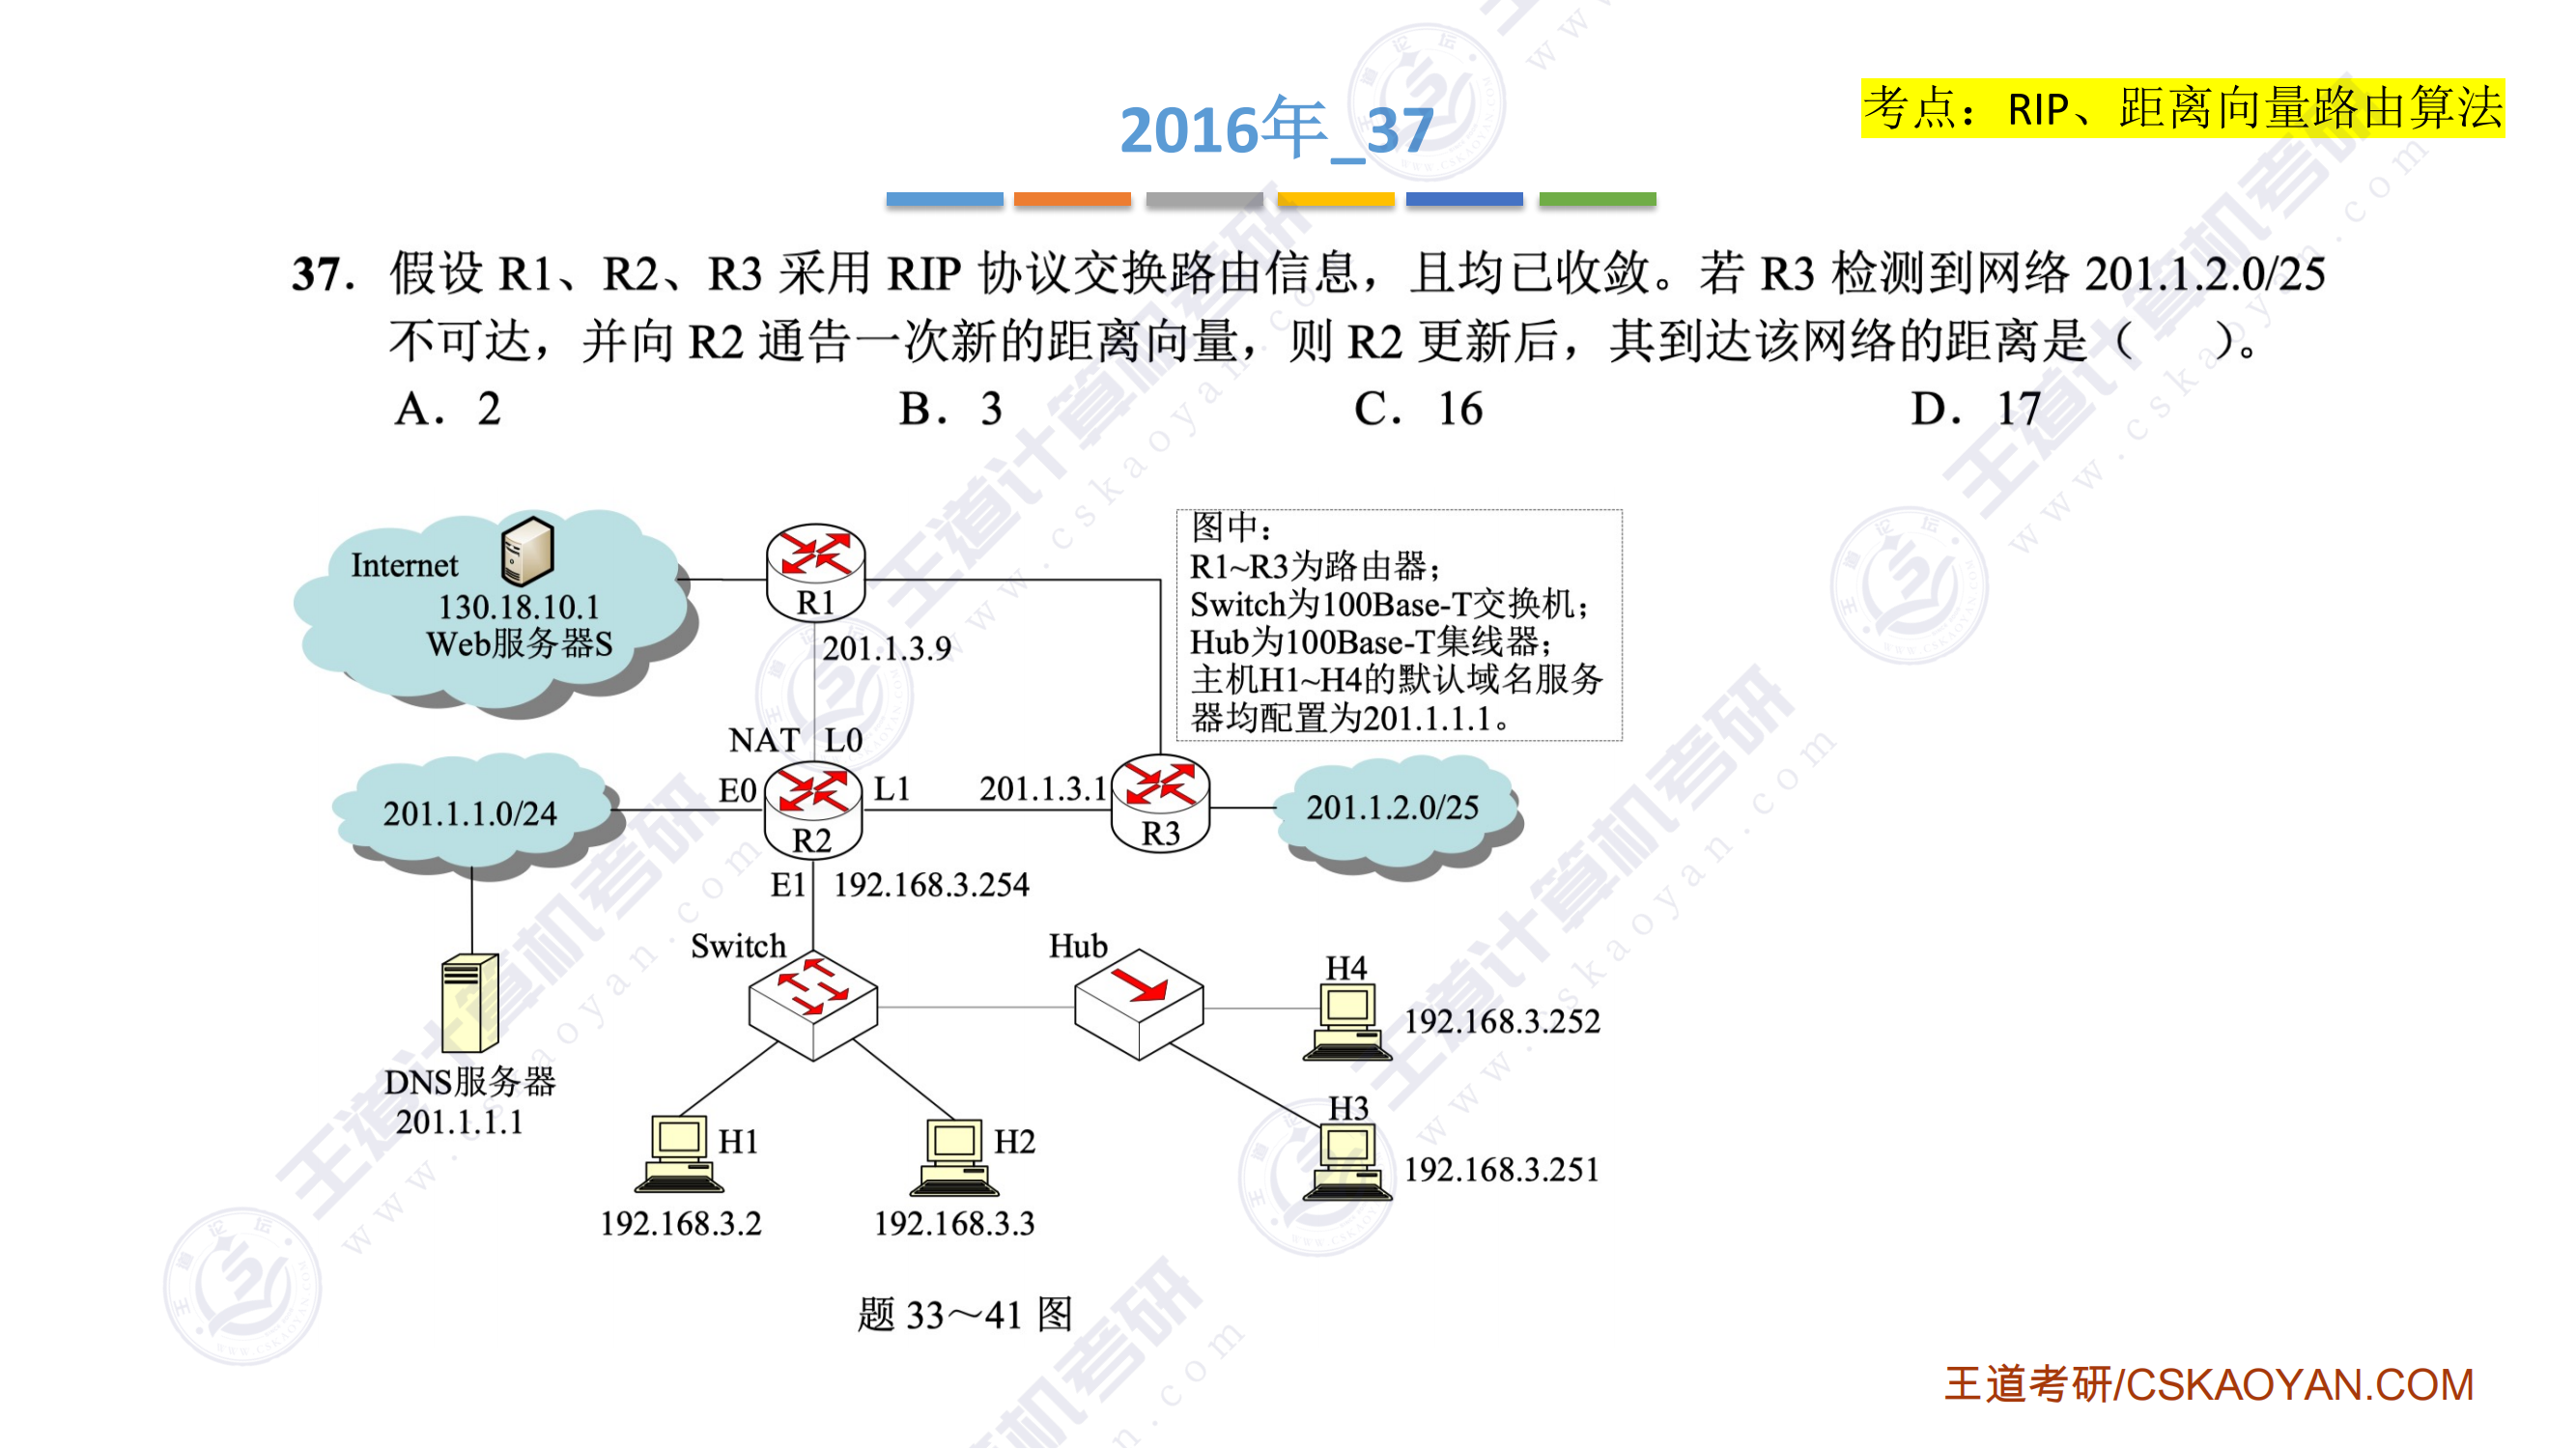 2016年_37
考点：RIP、距离向量路由算法
37. 假设 R1、R2、R3 采用 RIP 协议交换路由信息，且均已收敛。若 R3 检测到网络 201.1.2.0/25
不可达，并向 R2 通告一次新的距离向量，则 R2 更新后，其到达该网络的距离是（ ）。
A. 2 B. 3 C. 16 D. 17
Internet
130.18.10.1
Web服务器S
R1
201.1.3.9
图中：
R1~R3为路由器；
Switch为100Base-T交换机；
Hub为100Base-T集线器；
主机H1~H4的默认域名服务
器均配置为201.1.1.1。
NAT L0
E0 L1 201.1.3.1
201.1.1.0/24
R2
R3
201.1.2.0/25
E1 192.168.3.254
Switch
Hub
H4
192.168.3.252
DNS服务器
201.1.1.1
H1
H2
H3
192.168.3.251
192.168.3.2
192.168.3.3
题 33～41 图
王道考研/CSKAOYAN.COM
王道计算机考研
www.cskaoyan.com